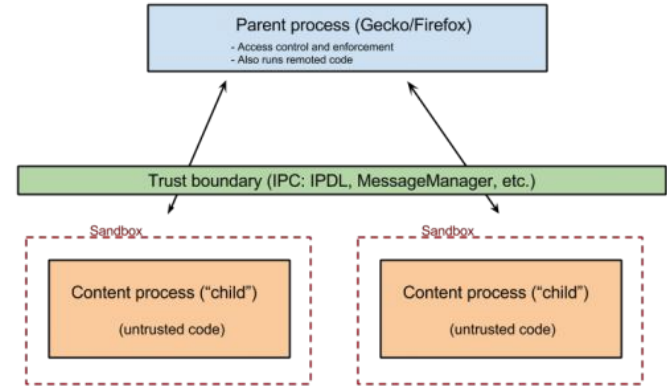 Parent process (Gecko/Firefox)
- Access control and enforcement
- Also runs remoted code
Trust boundary (IPC: IPDL, MessageManager, etc.)
Sandbox
Sandbox
Content process (“child”)
(untrusted code)
Content process (“child”)
(untrusted code)